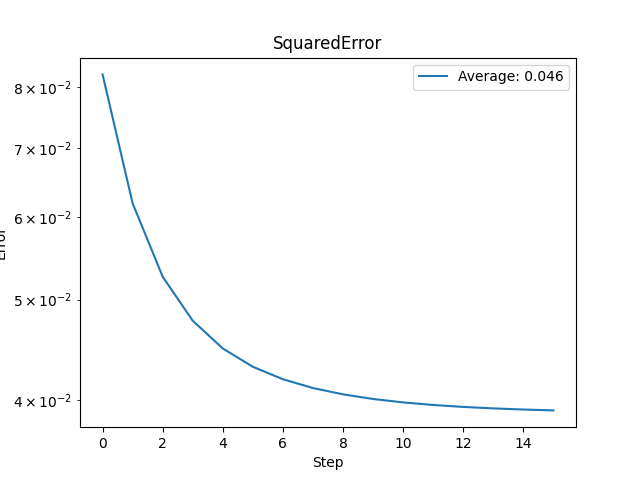 SquaredError
Average: 0.046
8 × 10⁻²
7 × 10⁻²
6 × 10⁻²
5 × 10⁻²
4 × 10⁻²
Error
0 2 4 6 8 10 12 14
Step